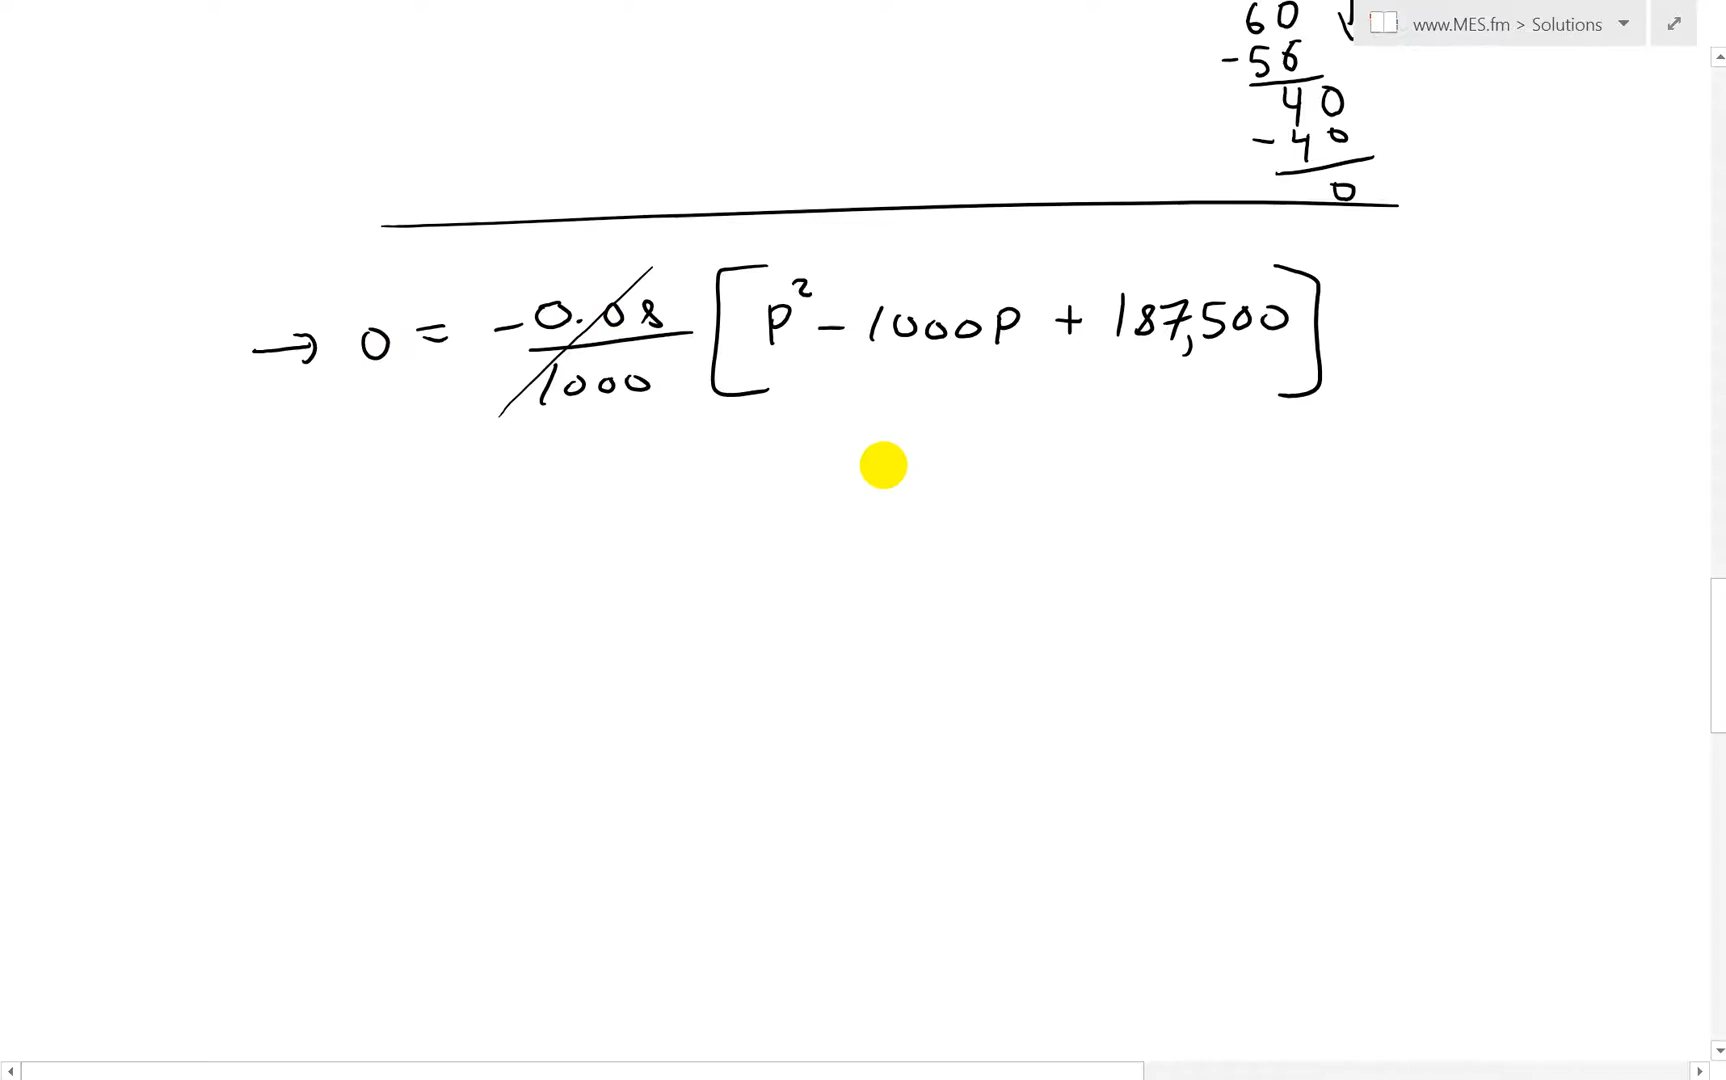 www.MES.fm > Solutions
60
-56
40
-40
0
→ 0 = -0.08/1000 [p² - 1000p + 187,500]